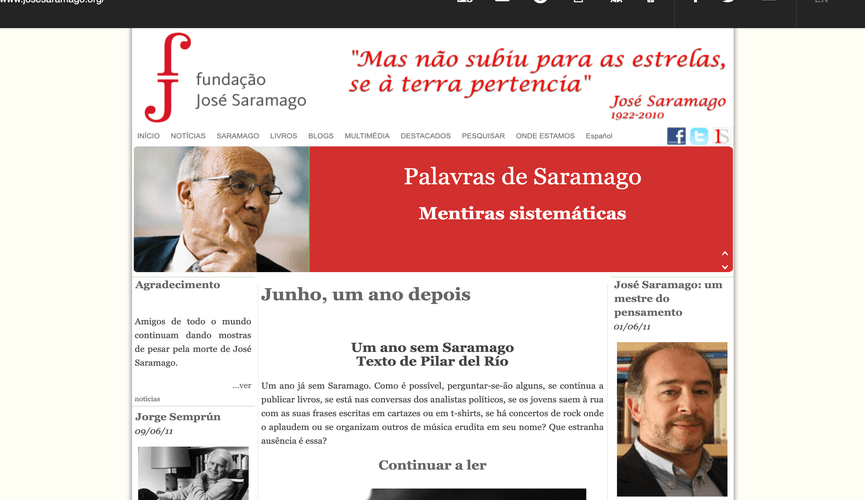 www.josesaramago.org/
EN
fundação
José Saramago
"Mas não subiu para as estrelas,
se à terra pertencia"
José Saramago
1922-2010
INÍCIO NOTÍCIAS SARAMAGO LIVROS BLOGS MULTIMÉDIA DESTACADOS PESQUISAR ONDE ESTAMOS Español
Palavras de Saramago
Mentiras sistemáticas
Agradecimento
Amigos de todo o mundo
continuam dando mostras
de pesar pela morte de José
Saramago.
...ver
noticias
Jorge Semprún
09/06/11
Junho, um ano depois
Um ano sem Saramago
Texto de Pilar del Río
Um ano já sem Saramago. Como é possível, perguntar-se-ão alguns, se continua a
publicar livros, se está nas conversas dos analistas políticos, se os jovens saem à rua
com as suas frases escritas em cartazes ou em t-shirts, se há concertos de rock onde
o aplaudem ou se organizam outros de música erudita em seu nome? Que estranha
ausência é essa?
Continuar a ler
José Saramago: um
mestre do
pensamento
01/06/11